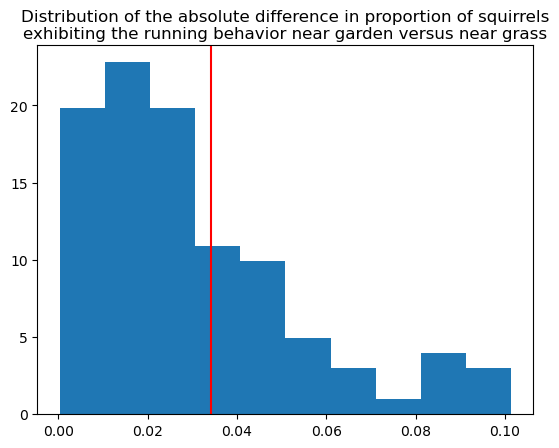 Distribution of the absolute difference in proportion of squirrels
exhibiting the running behavior near garden versus near grass
20
15
10
5
0
0.00 0.02 0.04 0.06 0.08 0.10